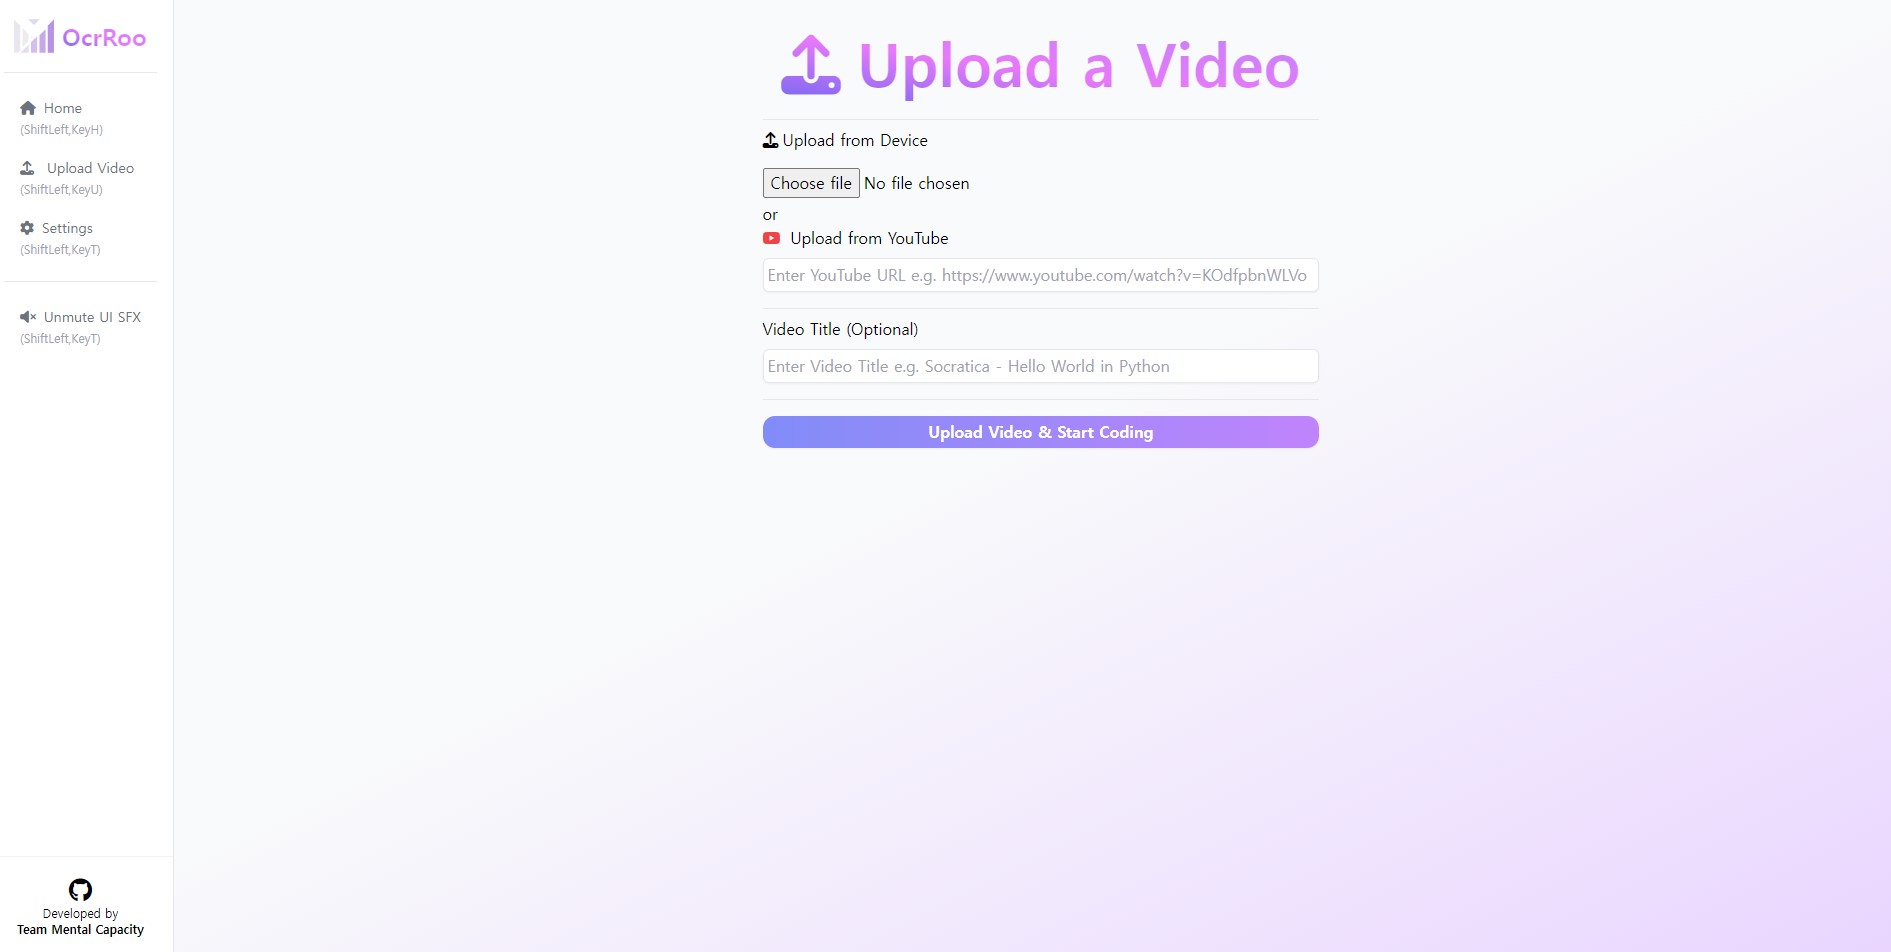 OcrRoo
Home
(ShiftLeft,KeyH)
Upload Video
(ShiftLeft,KeyU)
Settings
(ShiftLeft,KeyT)
Unmute UI SFX
(ShiftLeft,KeyT)
Developed by
Team Mental Capacity
Upload a Video
Upload from Device
Choose file No file chosen
or
Upload from YouTube
Enter YouTube URL e.g. https://www.youtube.com/watch?v=KOdfpbnWLVo
Video Title (Optional)
Enter Video Title e.g. Socratica - Hello World in Python
Upload Video & Start Coding